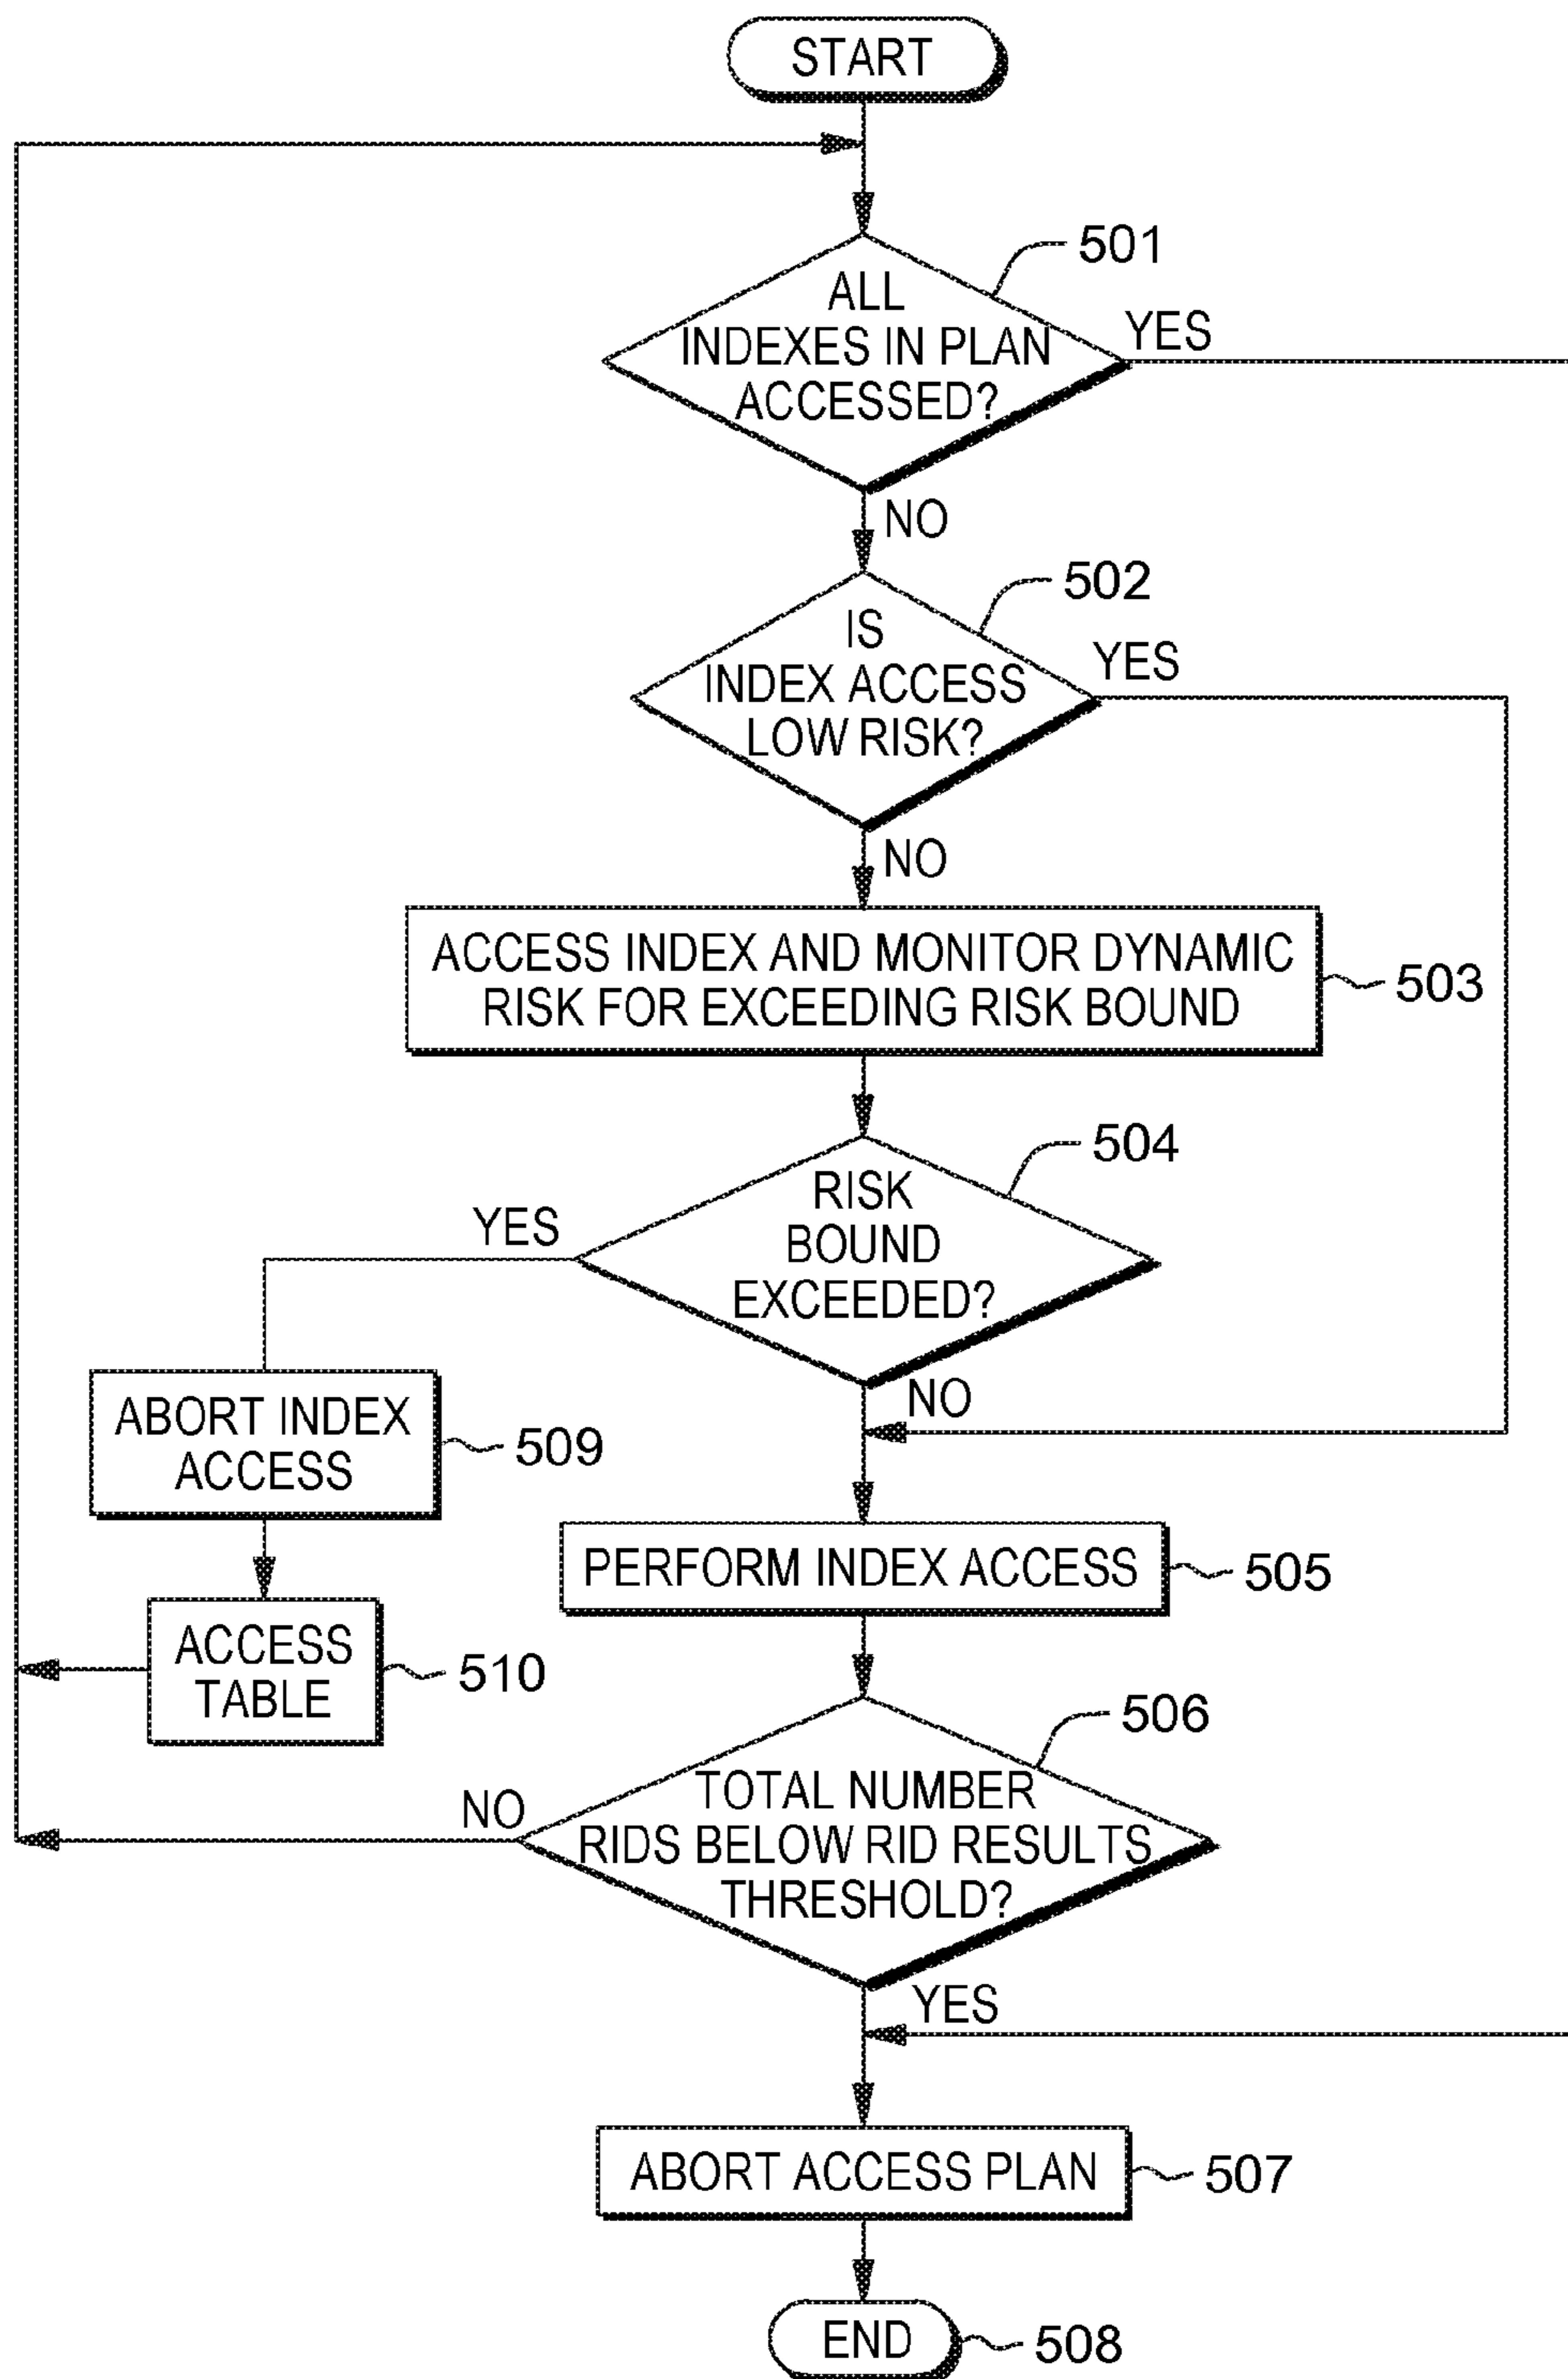 START
501
ALL
INDEXES IN PLAN
ACCESSED?
YES
NO
502
IS
INDEX ACCESS
LOW RISK?
YES
NO
ACCESS INDEX AND MONITOR DYNAMIC
RISK FOR EXCEEDING RISK BOUND
503
504
RISK
BOUND
EXCEEDED?
YES
NO
ABORT INDEX
ACCESS
509
PERFORM INDEX ACCESS
505
ACCESS
TABLE
510
506
TOTAL NUMBER
RIDS BELOW RID RESULTS
THRESHOLD?
NO
YES
ABORT ACCESS PLAN
507
END
508